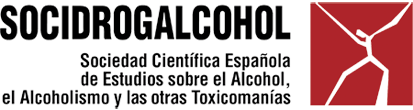 SOCIDROGALCOHOL
Sociedad Científica Española
de Estudios sobre el Alcohol,
el Alcoholismo y las otras Toxicomanías